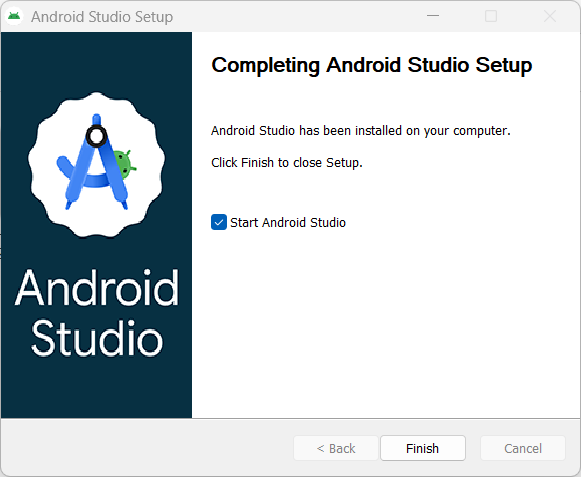 Android Studio Setup
Completing Android Studio Setup
Android Studio has been installed on your computer.
Click Finish to close Setup.
Start Android Studio
Android
Studio
< Back
Finish
Cancel